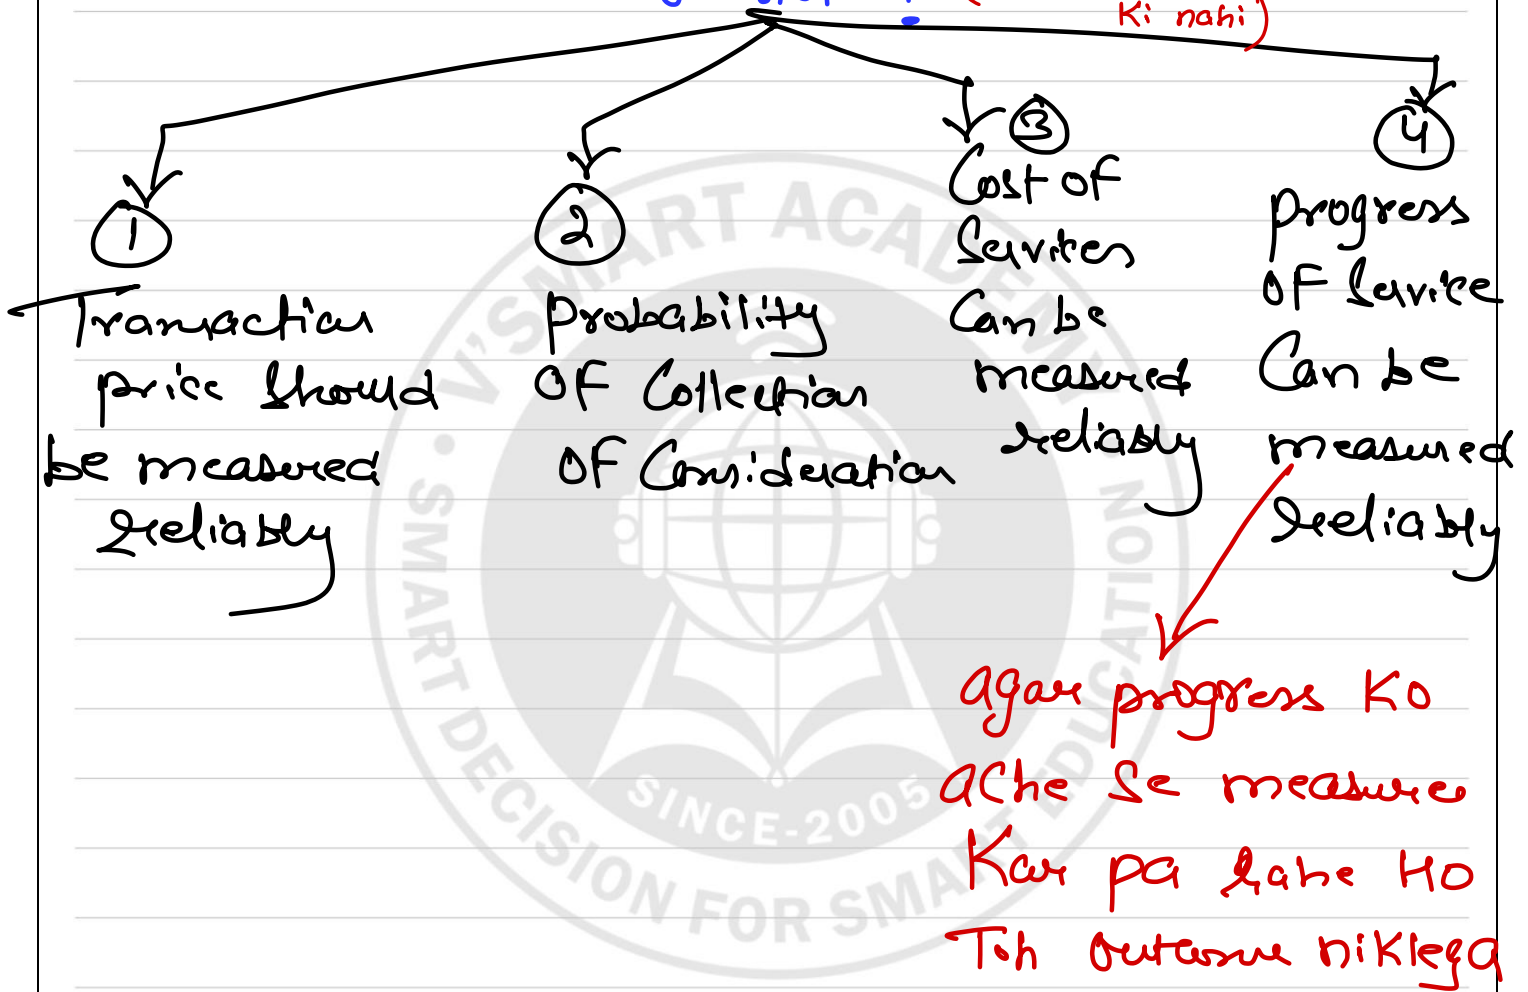 Ki nahi)
1
Transaction
price should
be measured
reliably
2
probability
OF Collection
OF Consideration
3
Cost OF
Services
Can be
measured
reliably
4
progress
OF Service
Can be
measured
reliably
agar progress Ko
ache Se measure
Kar pa rahe Ho
Toh outcome niklega
V'SMART ACADEMY
SMART DECISION FOR SMART EDUCATION
SINCE-2005